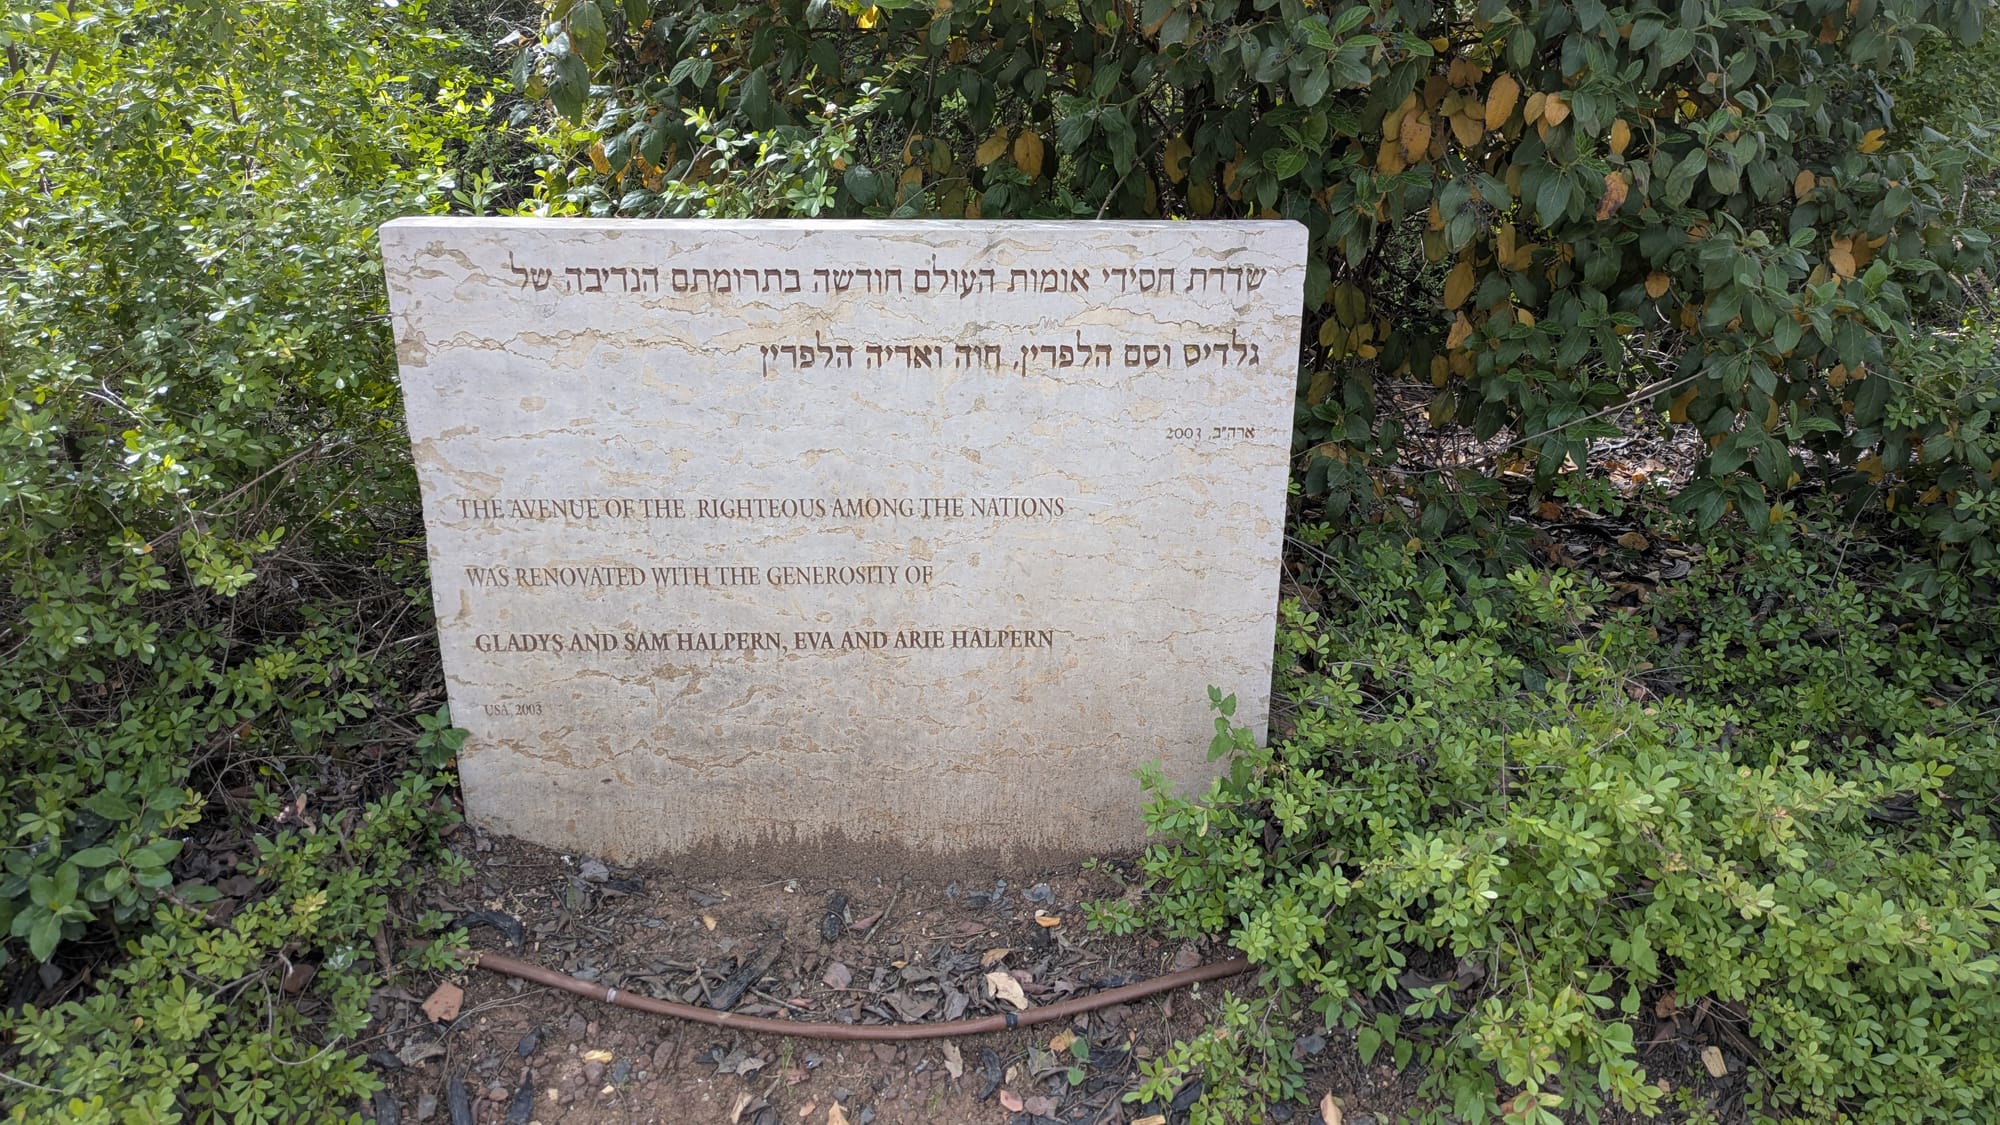 שדרת חסידי אומות העולם חודשה בתרומתם הנדיבה של
גלדיס וסם הלפרין, חוה ואריה הלפרין
ארה"ב, 2003
THE AVENUE OF THE RIGHTEOUS AMONG THE NATIONS
WAS RENOVATED WITH THE GENEROSITY OF
GLADYS AND SAM HALPERN, EVA AND ARIE HALPERN
USA, 2003